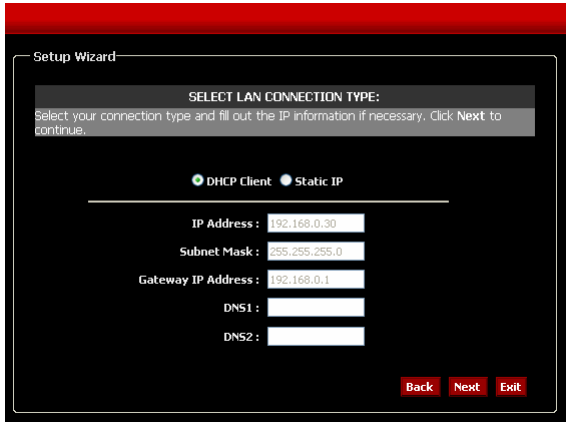 Setup Wizard
SELECT LAN CONNECTION TYPE:
Select your connection type and fill out the IP information if necessary. Click Next to
continue.
DHCP Client Static IP
IP Address : 192.168.0.30
Subnet Mask : 255.255.255.0
Gateway IP Address : 192.168.0.1
DNS1 :
DNS2 :
Back Next Exit